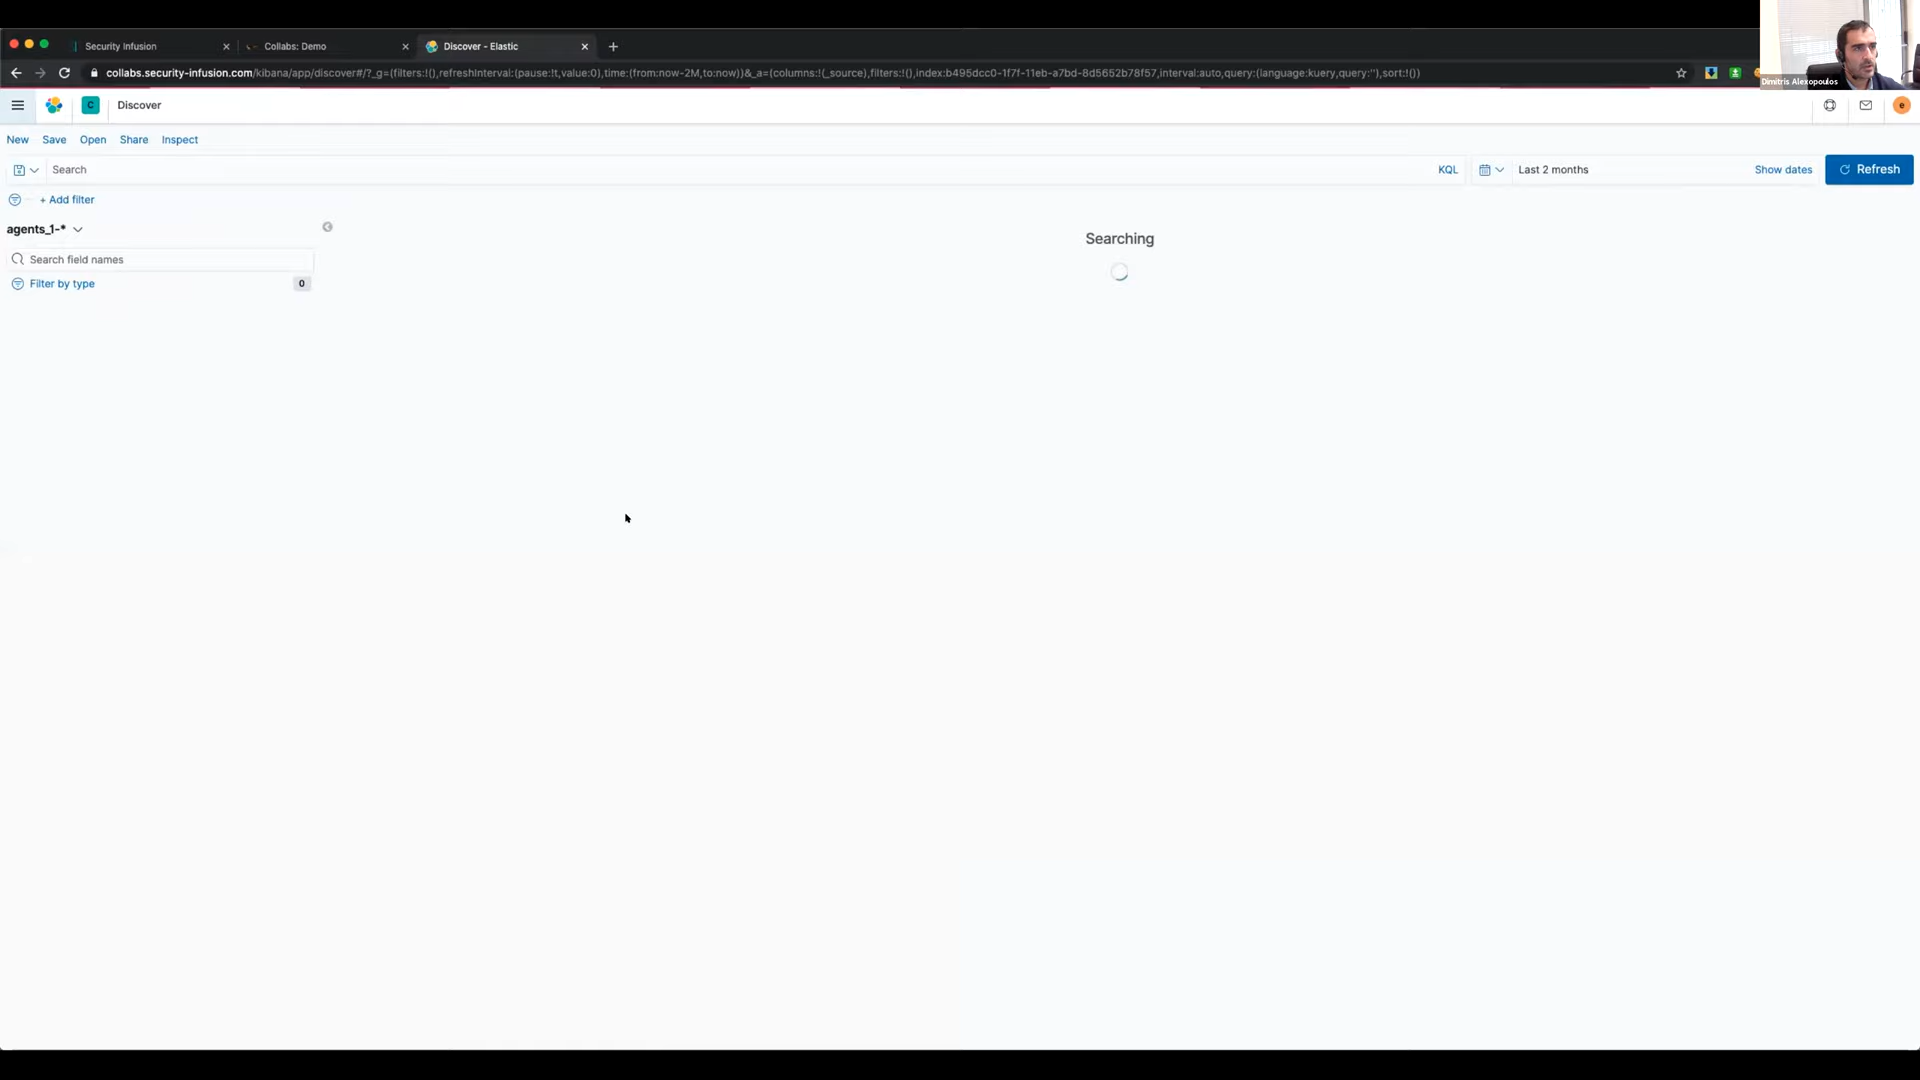 Security Infusion
Collabs: Demo
Discover - Elastic
collabs.security-infusion.com/kibana/app/discover#/?_g=(filters:!(),refreshInterval:(pause:!t,value:0),time:(from:now-2M,to:now))&_a=(columns:!(_source),filters:!(),index:b495dcc0-1f7f-11eb-a7bd-8d5652b78f57,interval:auto,query:(language:kuery,query:''),sort:!())
Dimitris Alexopoulos
C
Discover
e
New
Save
Open
Share
Inspect
Search
KQL
Last 2 months
Show dates
Refresh
+ Add filter
agents_1-*
Searching
Search field names
Filter by type
0